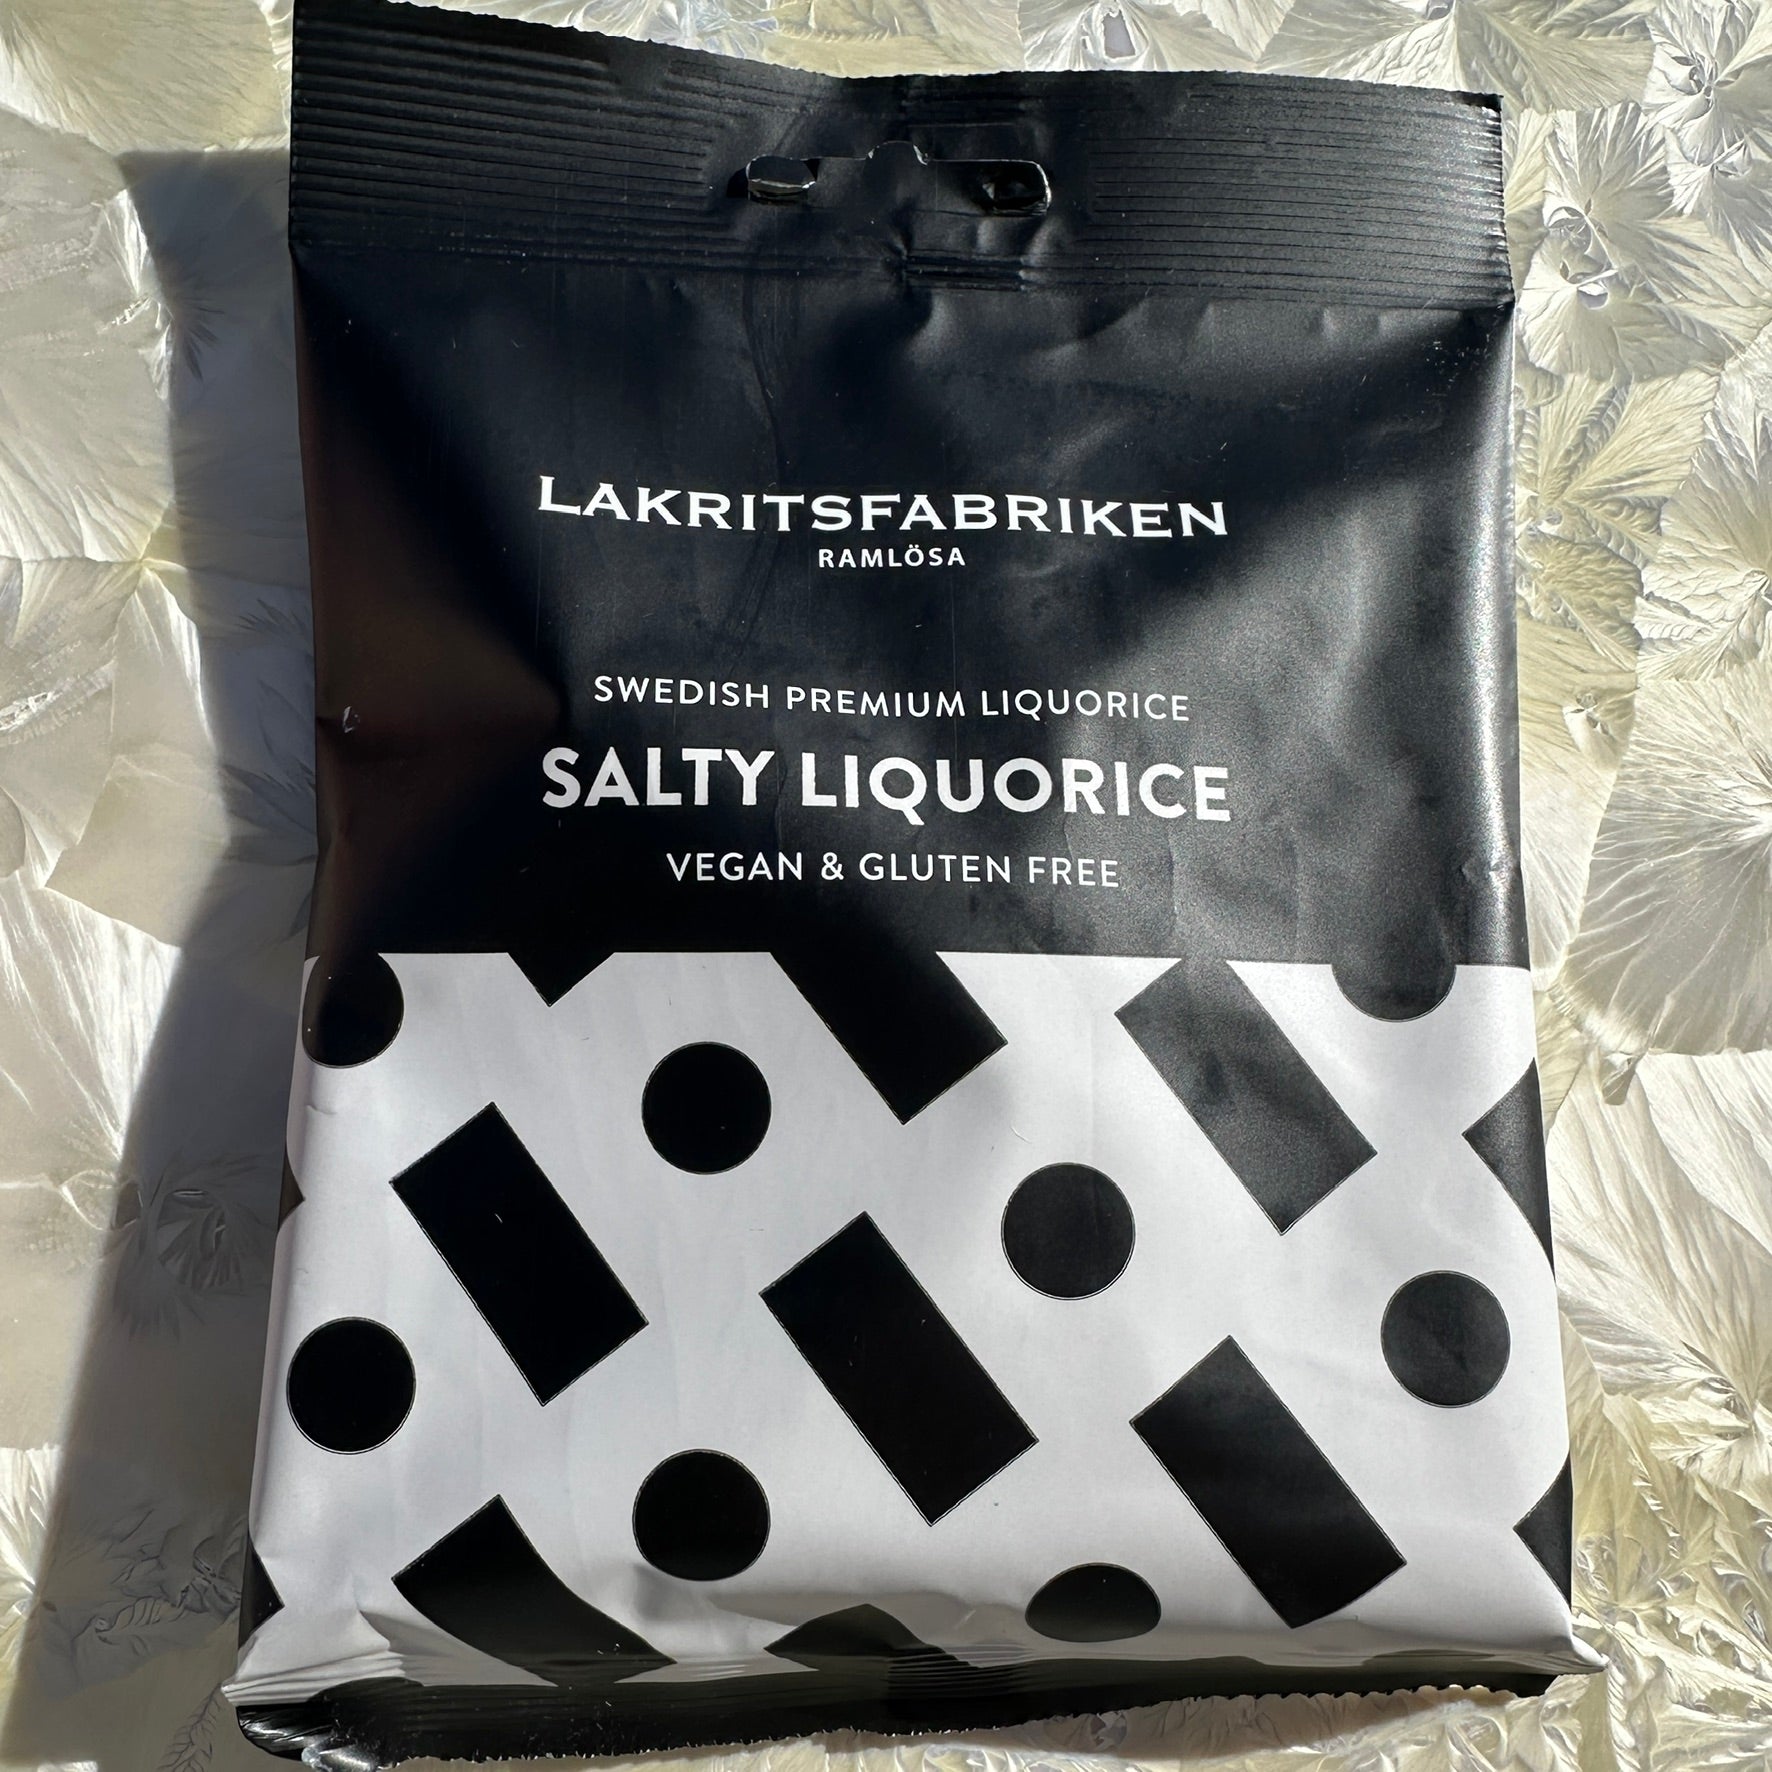 LAKRITSFABRIKEN
RAMLÖSA
SWEDISH PREMIUM LIQUORICE
SALTY LIQUORICE
VEGAN & GLUTEN FREE